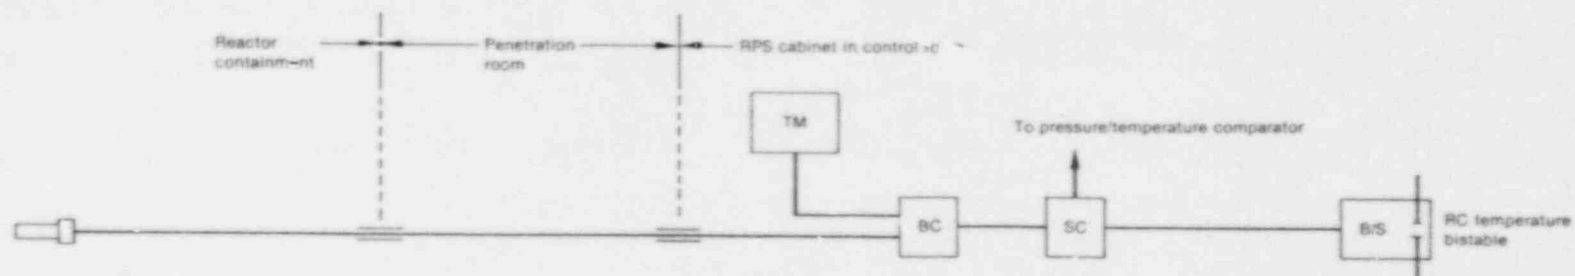 Reactor
containment
Penetration
room
RPS cabinet in control
TM
To pressure/temperature comparator
BC
SC
B/S
RC temperature
bistable